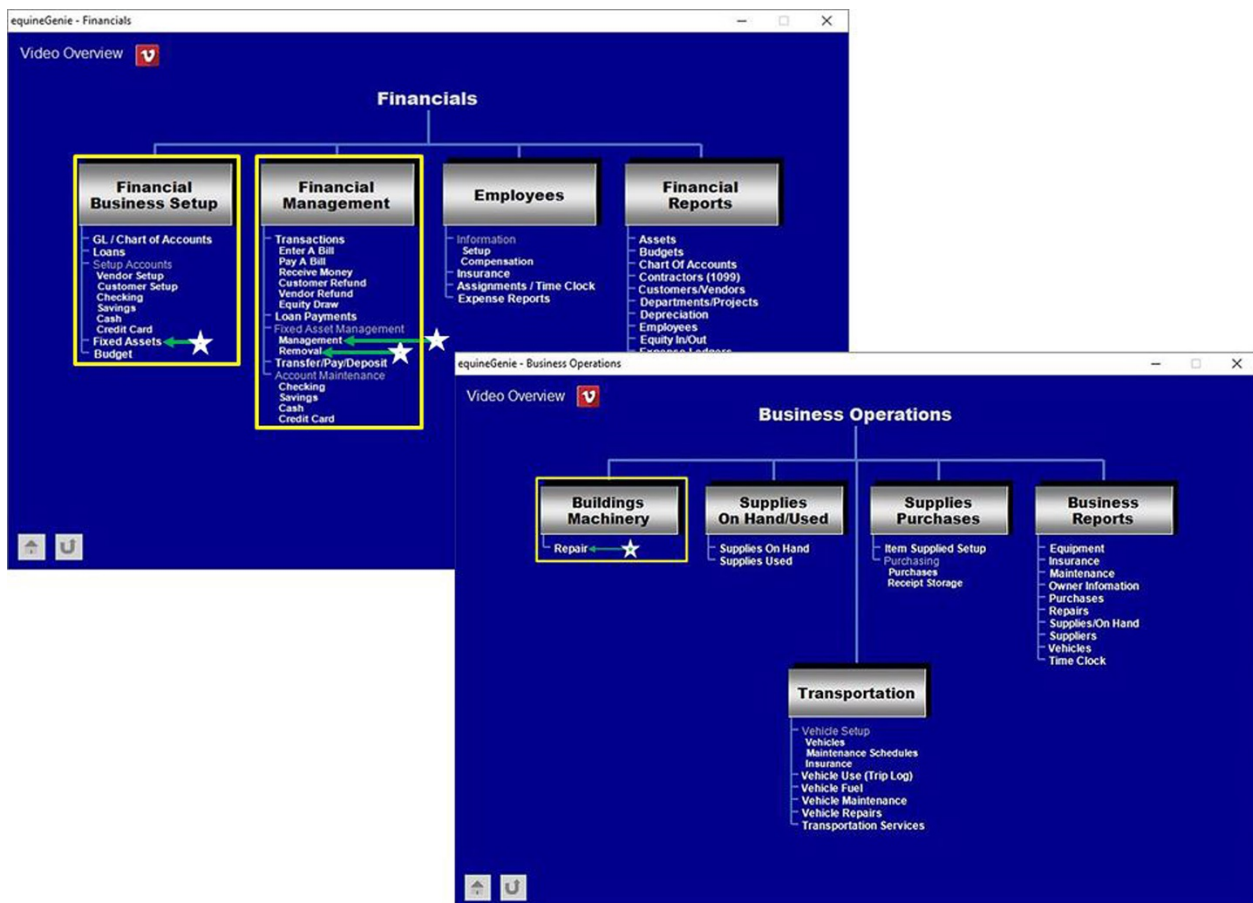 equineGenie - Financials
Video Overview
Financials
Financial
Business Setup
GL / Chart of Accounts
Loans
Setup Accounts
Vendor Setup
Customer Setup
Checking
Savings
Cash
Credit Card
Fixed Assets
Budget
Financial
Management
Transactions
Enter A Bill
Pay A Bill
Receive Money
Customer Refund
Vendor Refund
Equity Draw
Loan Payments
Fixed Asset Management
Management
Removal
Transfer/Pay/Deposit
Account Maintenance
Checking
Savings
Cash
Credit Card
Employees
Information
Setup
Compensation
Insurance
Assignments / Time Clock
Expense Reports
Financial
Reports
Assets
Budgets
Chart Of Accounts
Contractors (1099)
Customers/Vendors
Departments/Projects
Depreciation
Employees
Equity In/Out
Expense Ledgers
equineGenie - Business Operations
Video Overview
Business Operations
Buildings
Machinery
Repair
Supplies
On Hand/Used
Supplies On Hand
Supplies Used
Supplies
Purchases
Item Supplied Setup
Purchasing
Purchases
Receipt Storage
Business
Reports
Equipment
Insurance
Maintenance
Owner Infomation
Purchases
Repairs
Supplies/On Hand
Suppliers
Vehicles
Time Clock
Transportation
Vehicle Setup
Vehicles
Maintenance Schedules
Insurance
Vehicle Use (Trip Log)
Vehicle Fuel
Vehicle Maintenance
Vehicle Repairs
Transportation Services